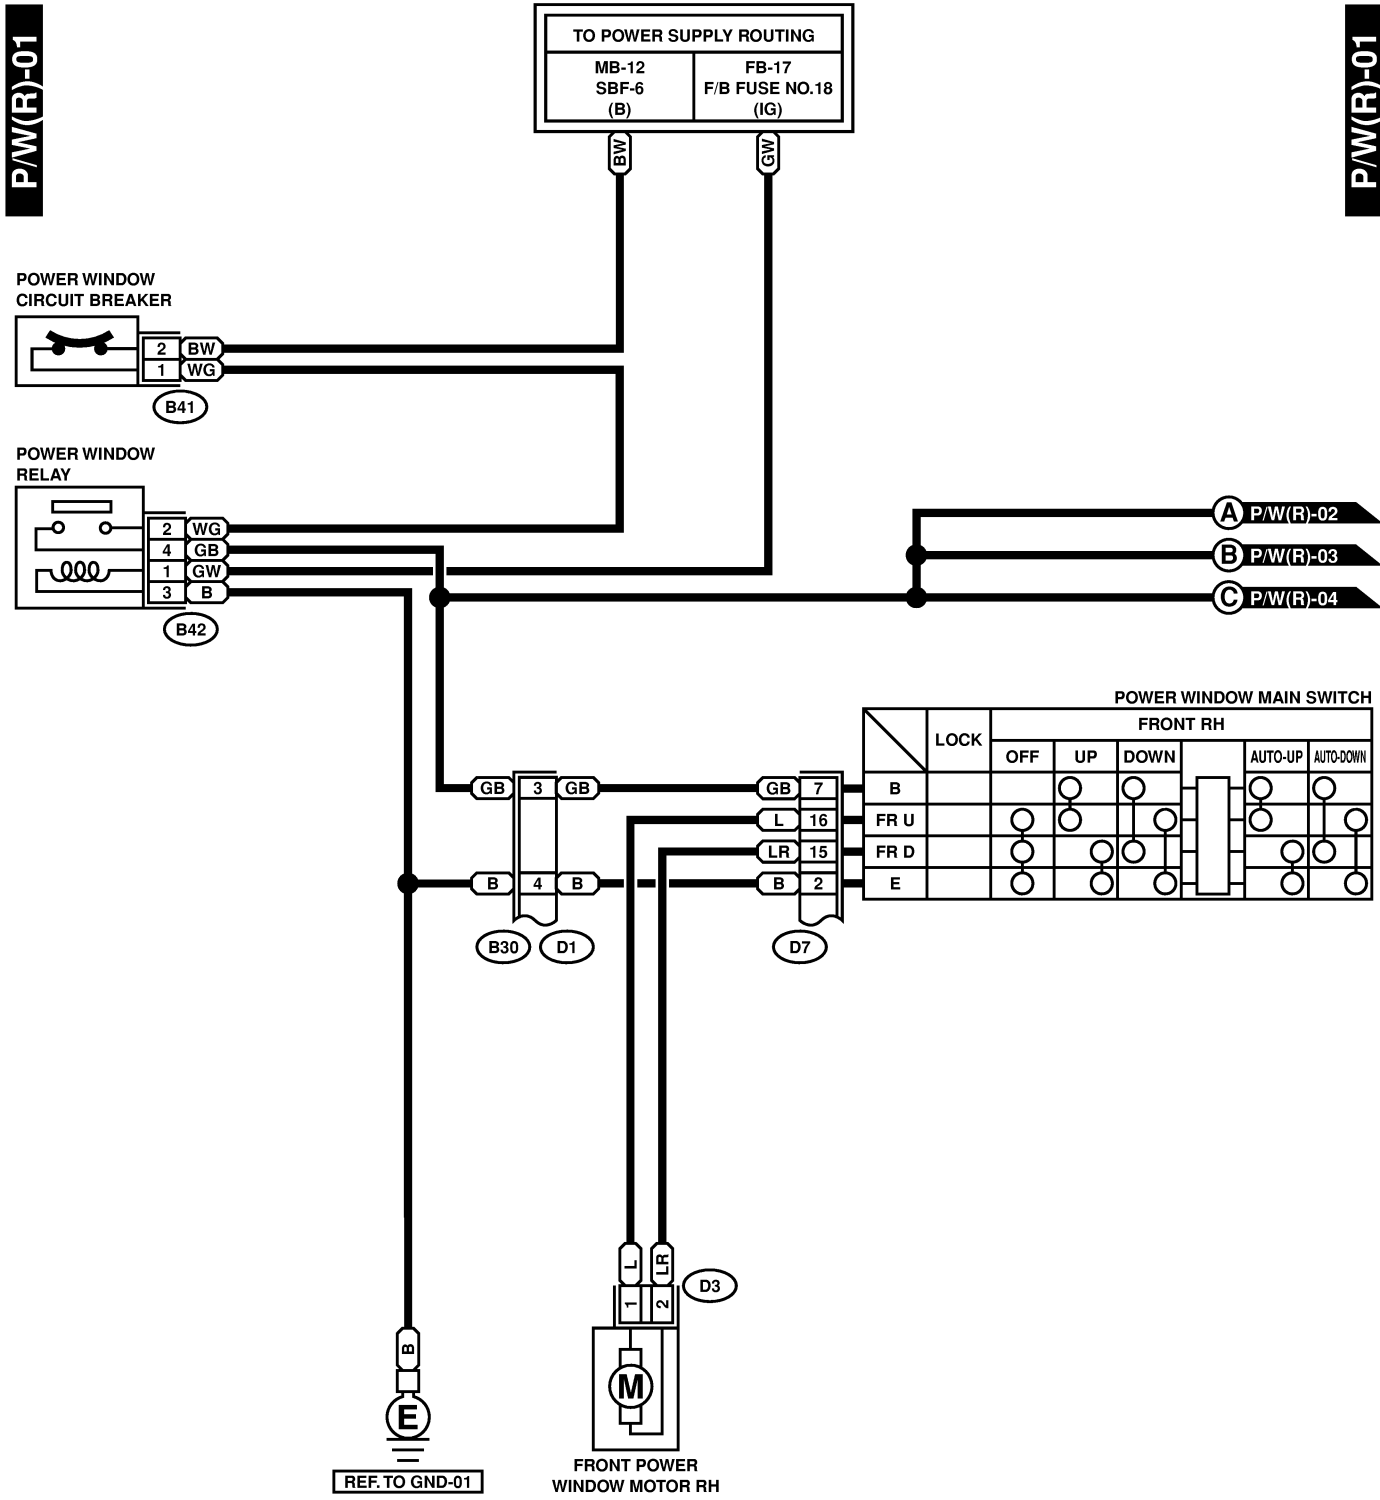 P/W(R)-01
P/W(R)-01
TO POWER SUPPLY ROUTING
MB-12
SBF-6
(B)
FB-17
F/B FUSE NO.18
(IG)
BW
GW
POWER WINDOW
CIRCUIT BREAKER
2 BW
1 WG
B41
POWER WINDOW
RELAY
2 WG
4 GB
1 GW
3 B
B42
A P/W(R)-02
B P/W(R)-03
C P/W(R)-04
POWER WINDOW MAIN SWITCH
LOCK
FRONT RH
OFF UP DOWN AUTO-UP AUTO-DOWN
GB 3 GB GB 7 B
L 16 FR U
LR 15 FR D
B 4 B B 2 E
B30 D1 D7
L LR
D3
1 2
M
FRONT POWER
WINDOW MOTOR RH
B
E
REF. TO GND-01